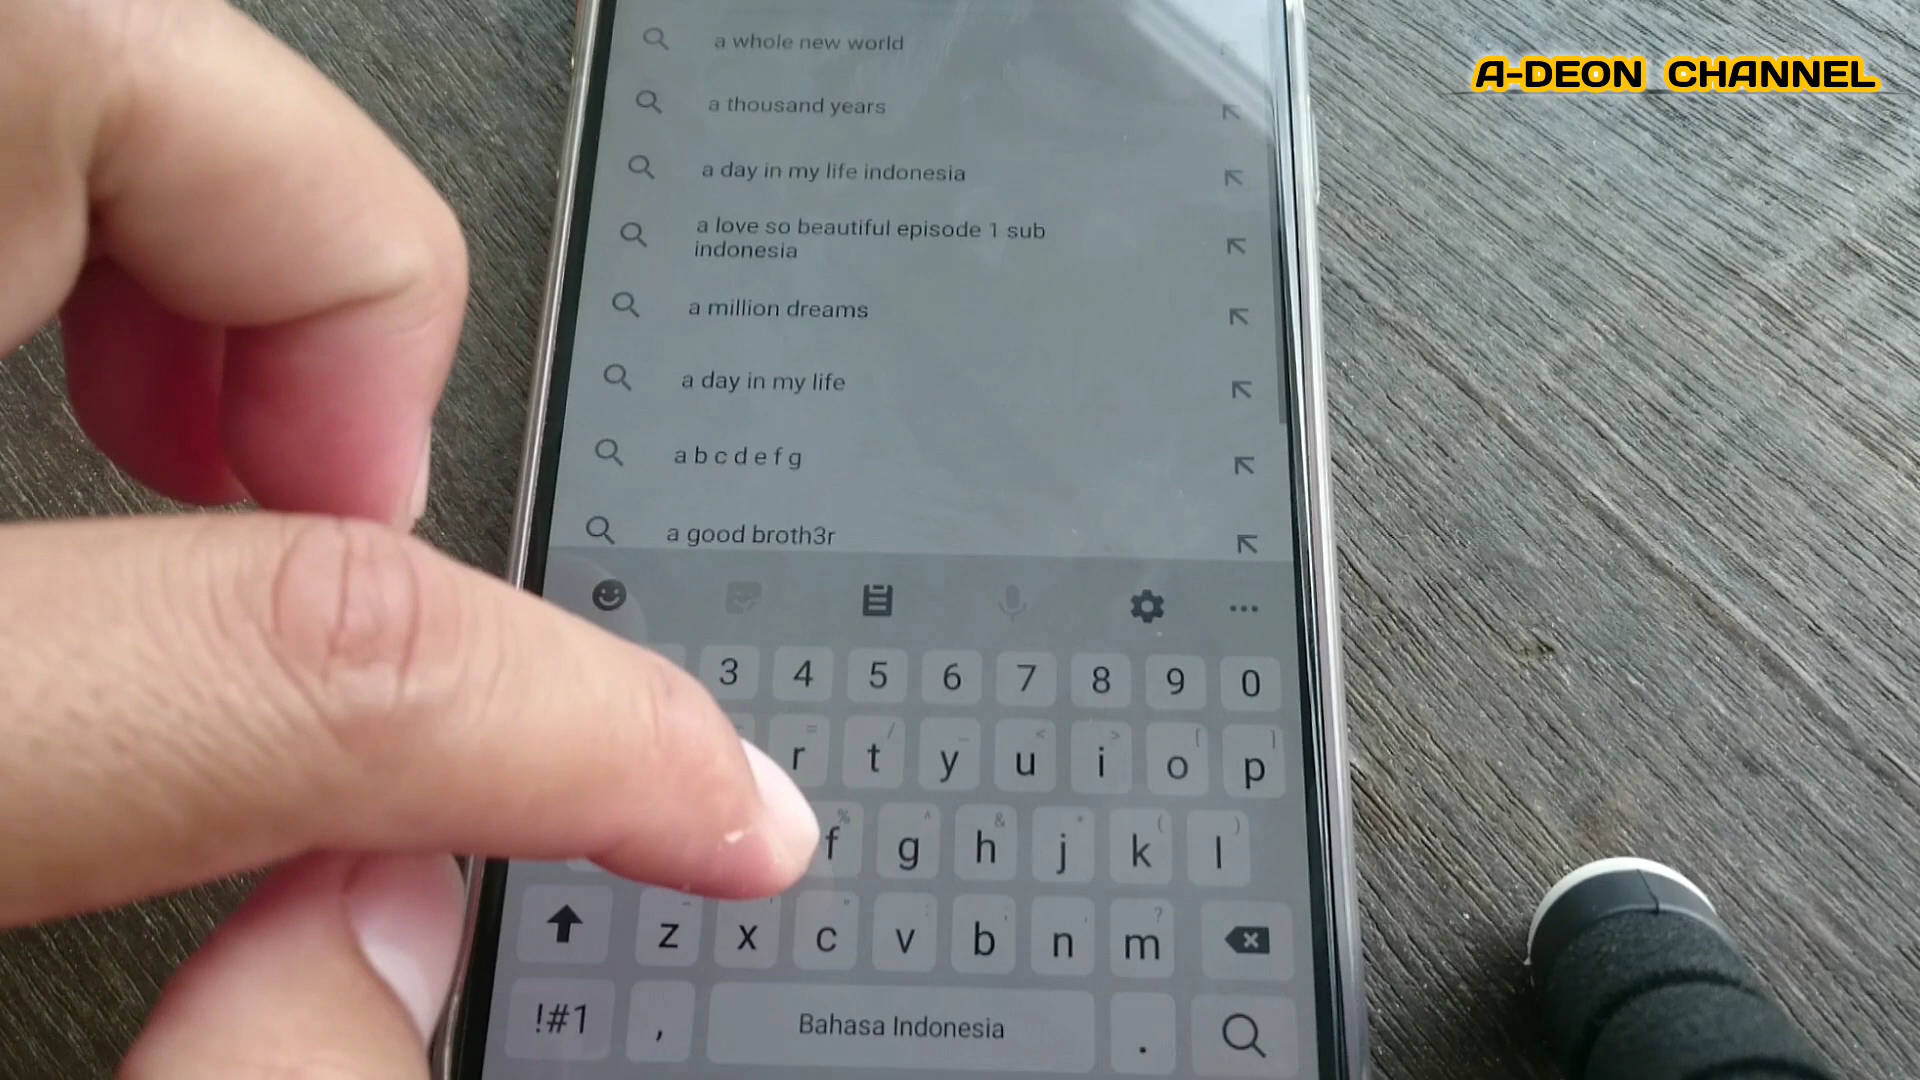 A-DEON CHANNEL
a whole new world
a thousand years
a day in my life indonesia
a love so beautiful episode 1 sub
indonesia
a million dreams
a day in my life
a b c d e f g
a good broth3r
3 4 5 6 7 8 9 0
r t y u i o p
f g h j k l
z x c v b n m
!#1 , Bahasa Indonesia .